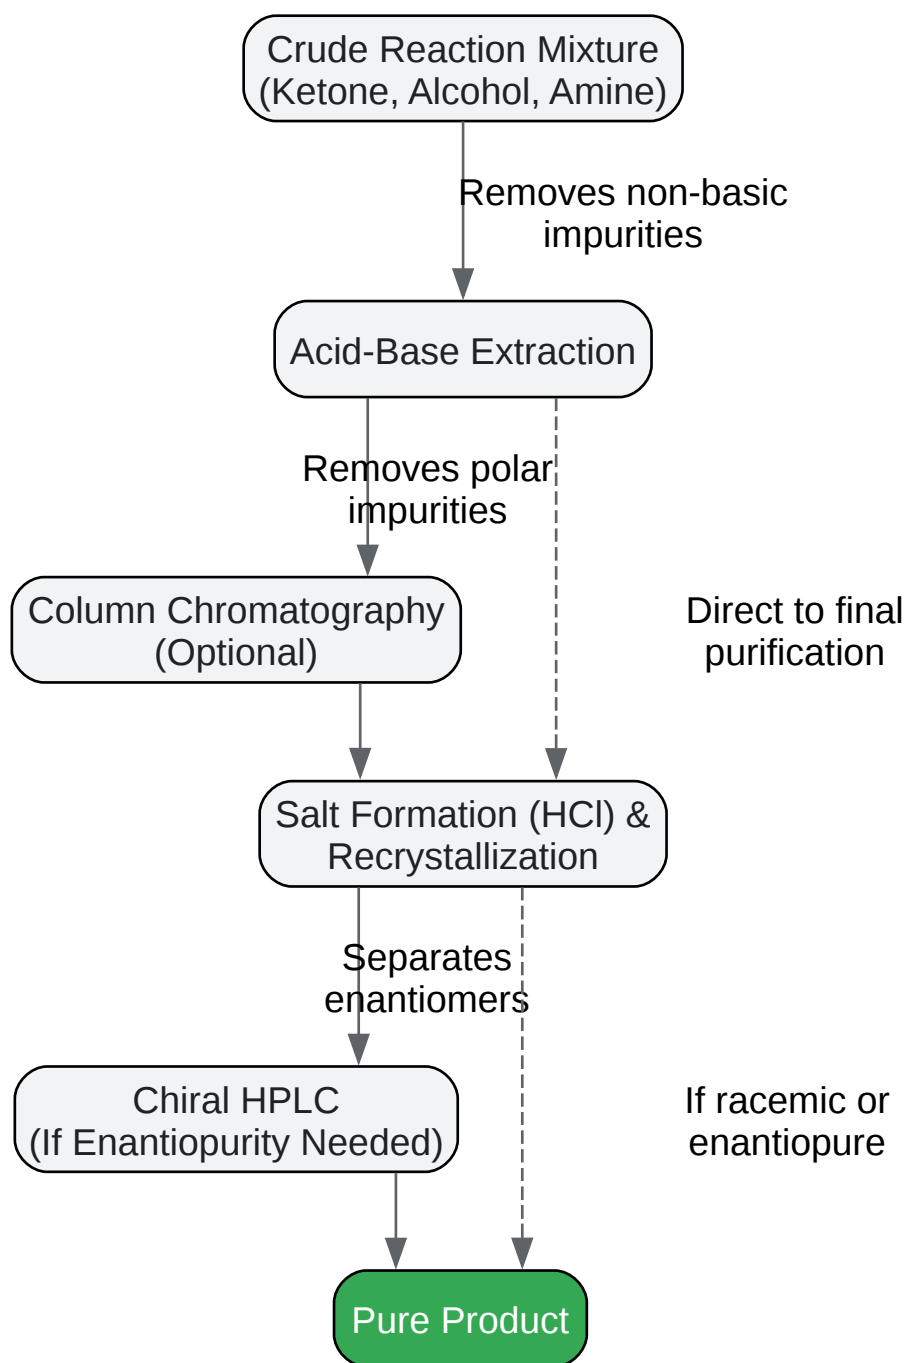 Crude Reaction Mixture
(Ketone, Alcohol, Amine)
Removes non-basic
impurities
Acid-Base Extraction
Removes polar
impurities
Column Chromatography
(Optional)
Direct to final
purification
Salt Formation (HCl) &
Recrystallization
Separates
enantiomers
Chiral HPLC
(If Enantiopurity Needed)
If racemic or
enantiopure
Pure Product